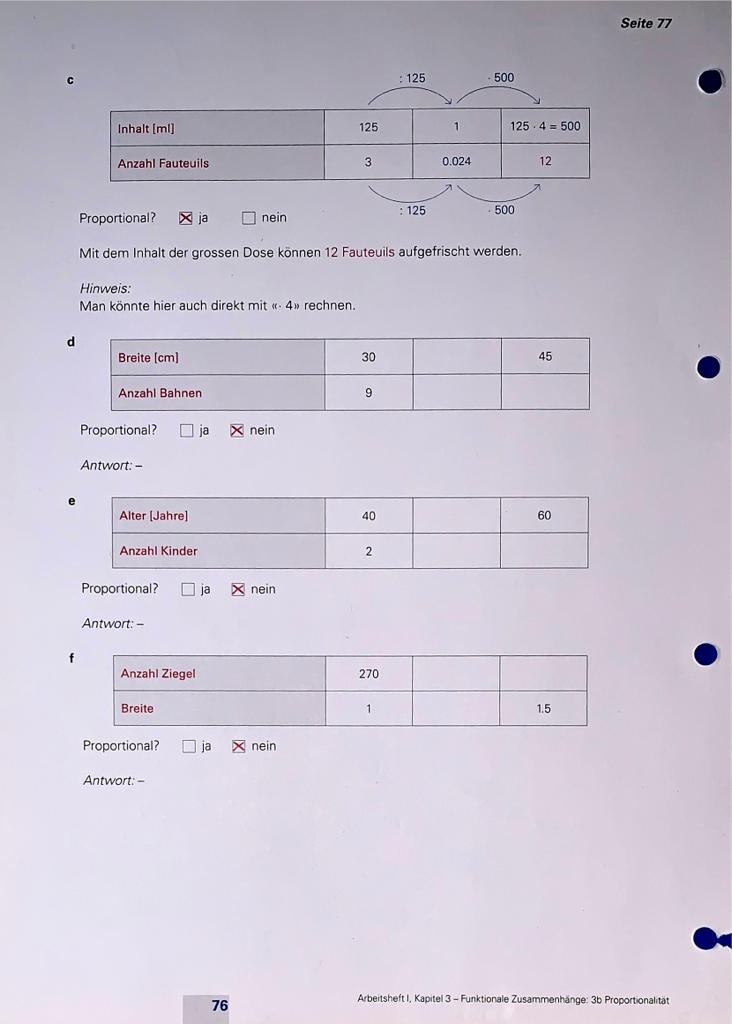 Seite 77
c
: 125 · 500
Inhalt [ml] 125 1 125 · 4 = 500
Anzahl Fauteuils 3 0.024 12
: 125 · 500
Proportional? ja nein
Mit dem Inhalt der grossen Dose können 12 Fauteuils aufgefrischt werden.
Hinweis:
Man könnte hier auch direkt mit «· 4» rechnen.
d
Breite [cm] 30 45
Anzahl Bahnen 9
Proportional? ja nein
Antwort: –
e
Alter [Jahre] 40 60
Anzahl Kinder 2
Proportional? ja nein
Antwort: –
f
Anzahl Ziegel 270
Breite 1 1.5
Proportional? ja nein
Antwort: –
76
Arbeitsheft I, Kapitel 3 – Funktionale Zusammenhänge: 3b Proportionalität